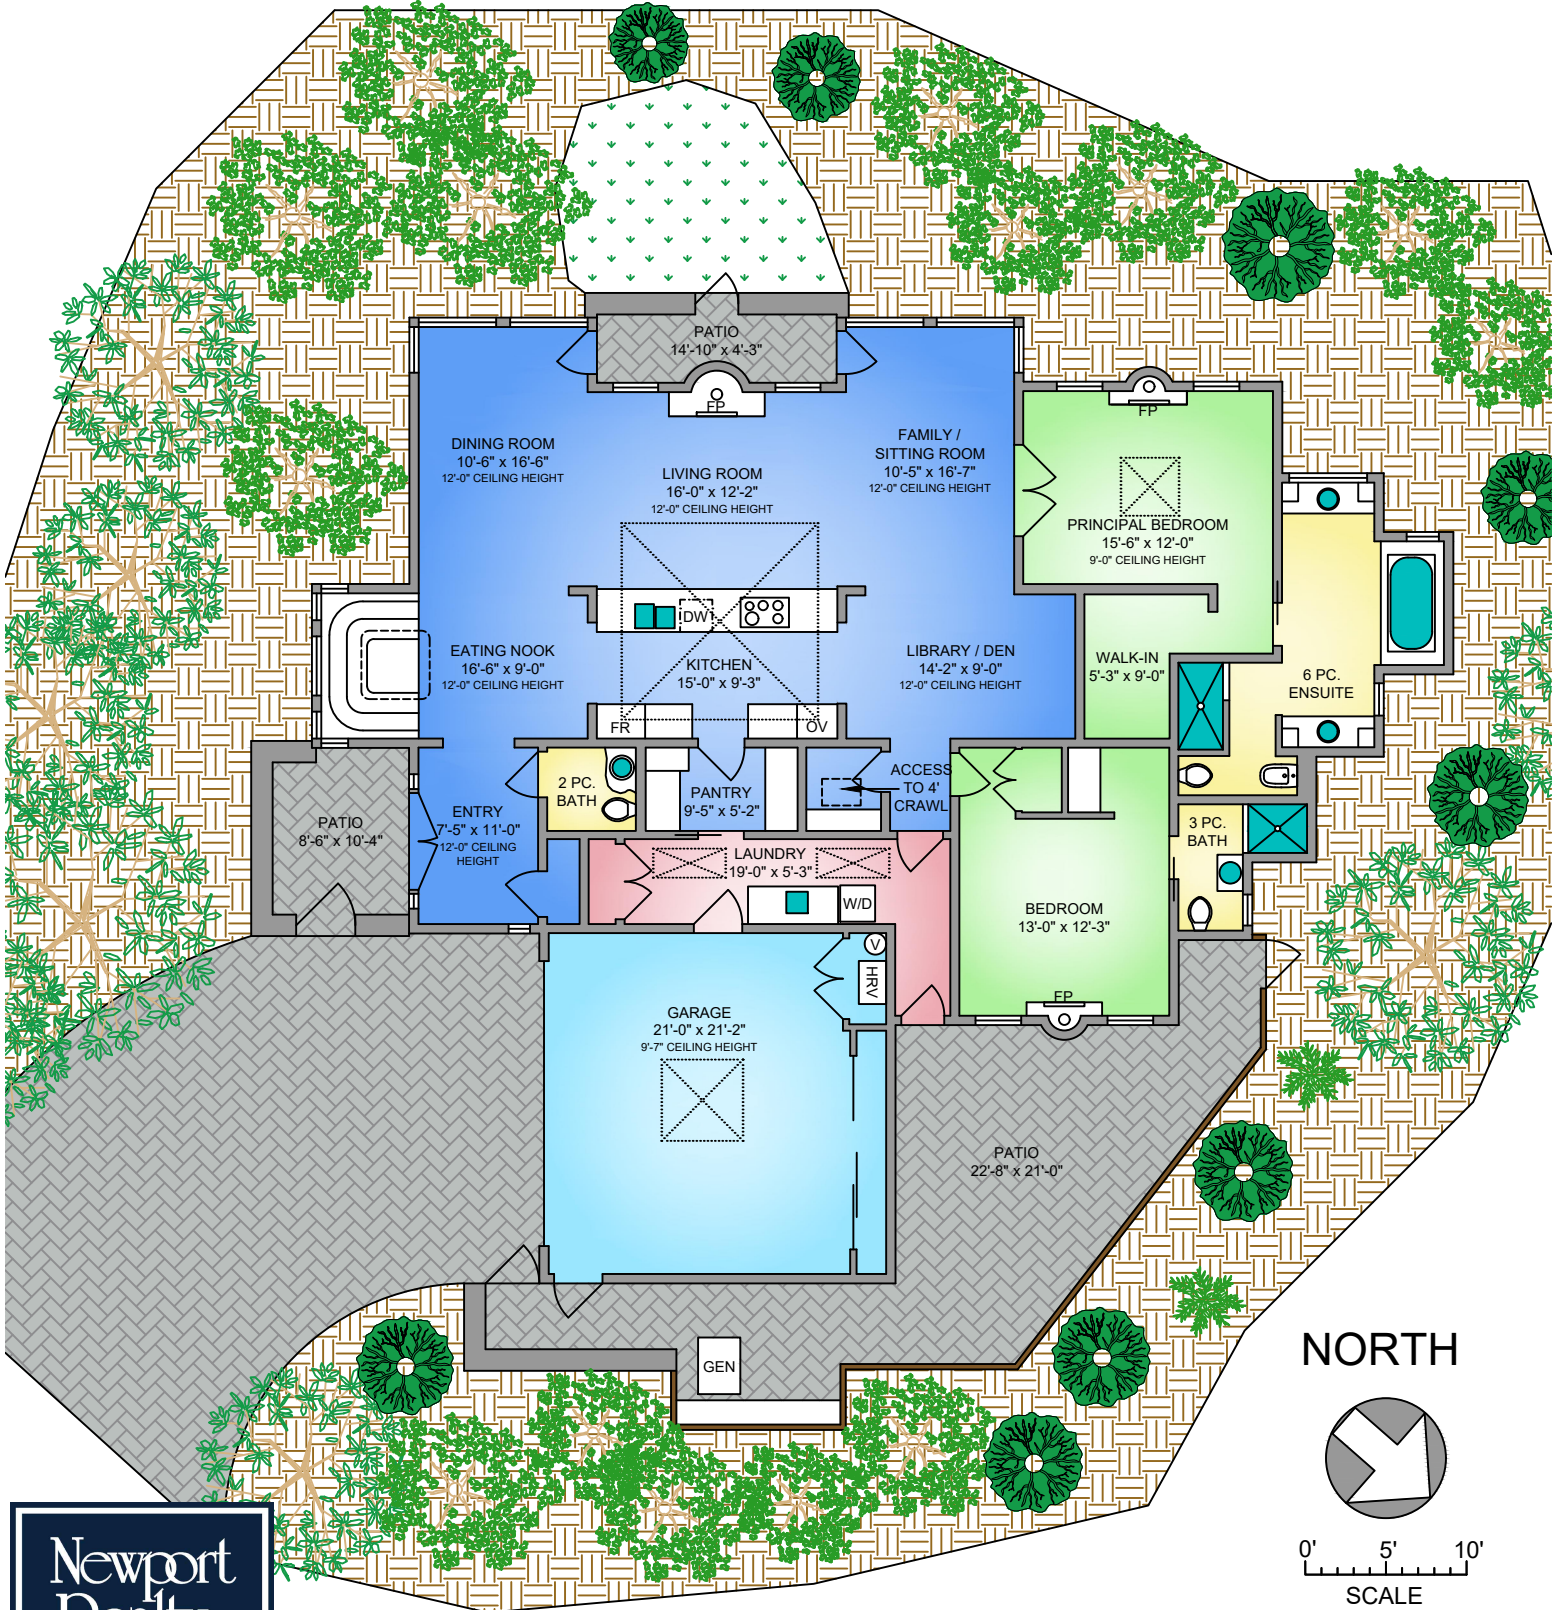 PATIO
14'-10" x 4'-3"
FP
FP
DINING ROOM
10'-6" x 16'-6"
12'-0" CEILING HEIGHT
LIVING ROOM
16'-0" x 12'-2"
12'-0" CEILING HEIGHT
FAMILY /
SITTING ROOM
10'-5" x 16'-7"
12'-0" CEILING HEIGHT
PRINCIPAL BEDROOM
15'-6" x 12'-0"
9'-0" CEILING HEIGHT
DW
EATING NOOK
16'-6" x 9'-0"
12'-0" CEILING HEIGHT
KITCHEN
15'-0" x 9'-3"
LIBRARY / DEN
14'-2" x 9'-0"
12'-0" CEILING HEIGHT
WALK-IN
5'-3" x 9'-0"
6 PC.
ENSUITE
FR
OV
2 PC.
BATH
PANTRY
9'-5" x 5'-2"
ACCESS
TO 4'
CRAWL
PATIO
8'-6" x 10'-4"
ENTRY
7'-5" x 11'-0"
12'-0" CEILING
HEIGHT
3 PC.
BATH
LAUNDRY
19'-0" x 5'-3"
W/D
BEDROOM
13'-0" x 12'-3"
V
HRV
FP
GARAGE
21'-0" x 21'-2"
9'-7" CEILING HEIGHT
PATIO
22'-8" x 21'-0"
GEN
NORTH
0' 5' 10'
SCALE
Newport
Realty